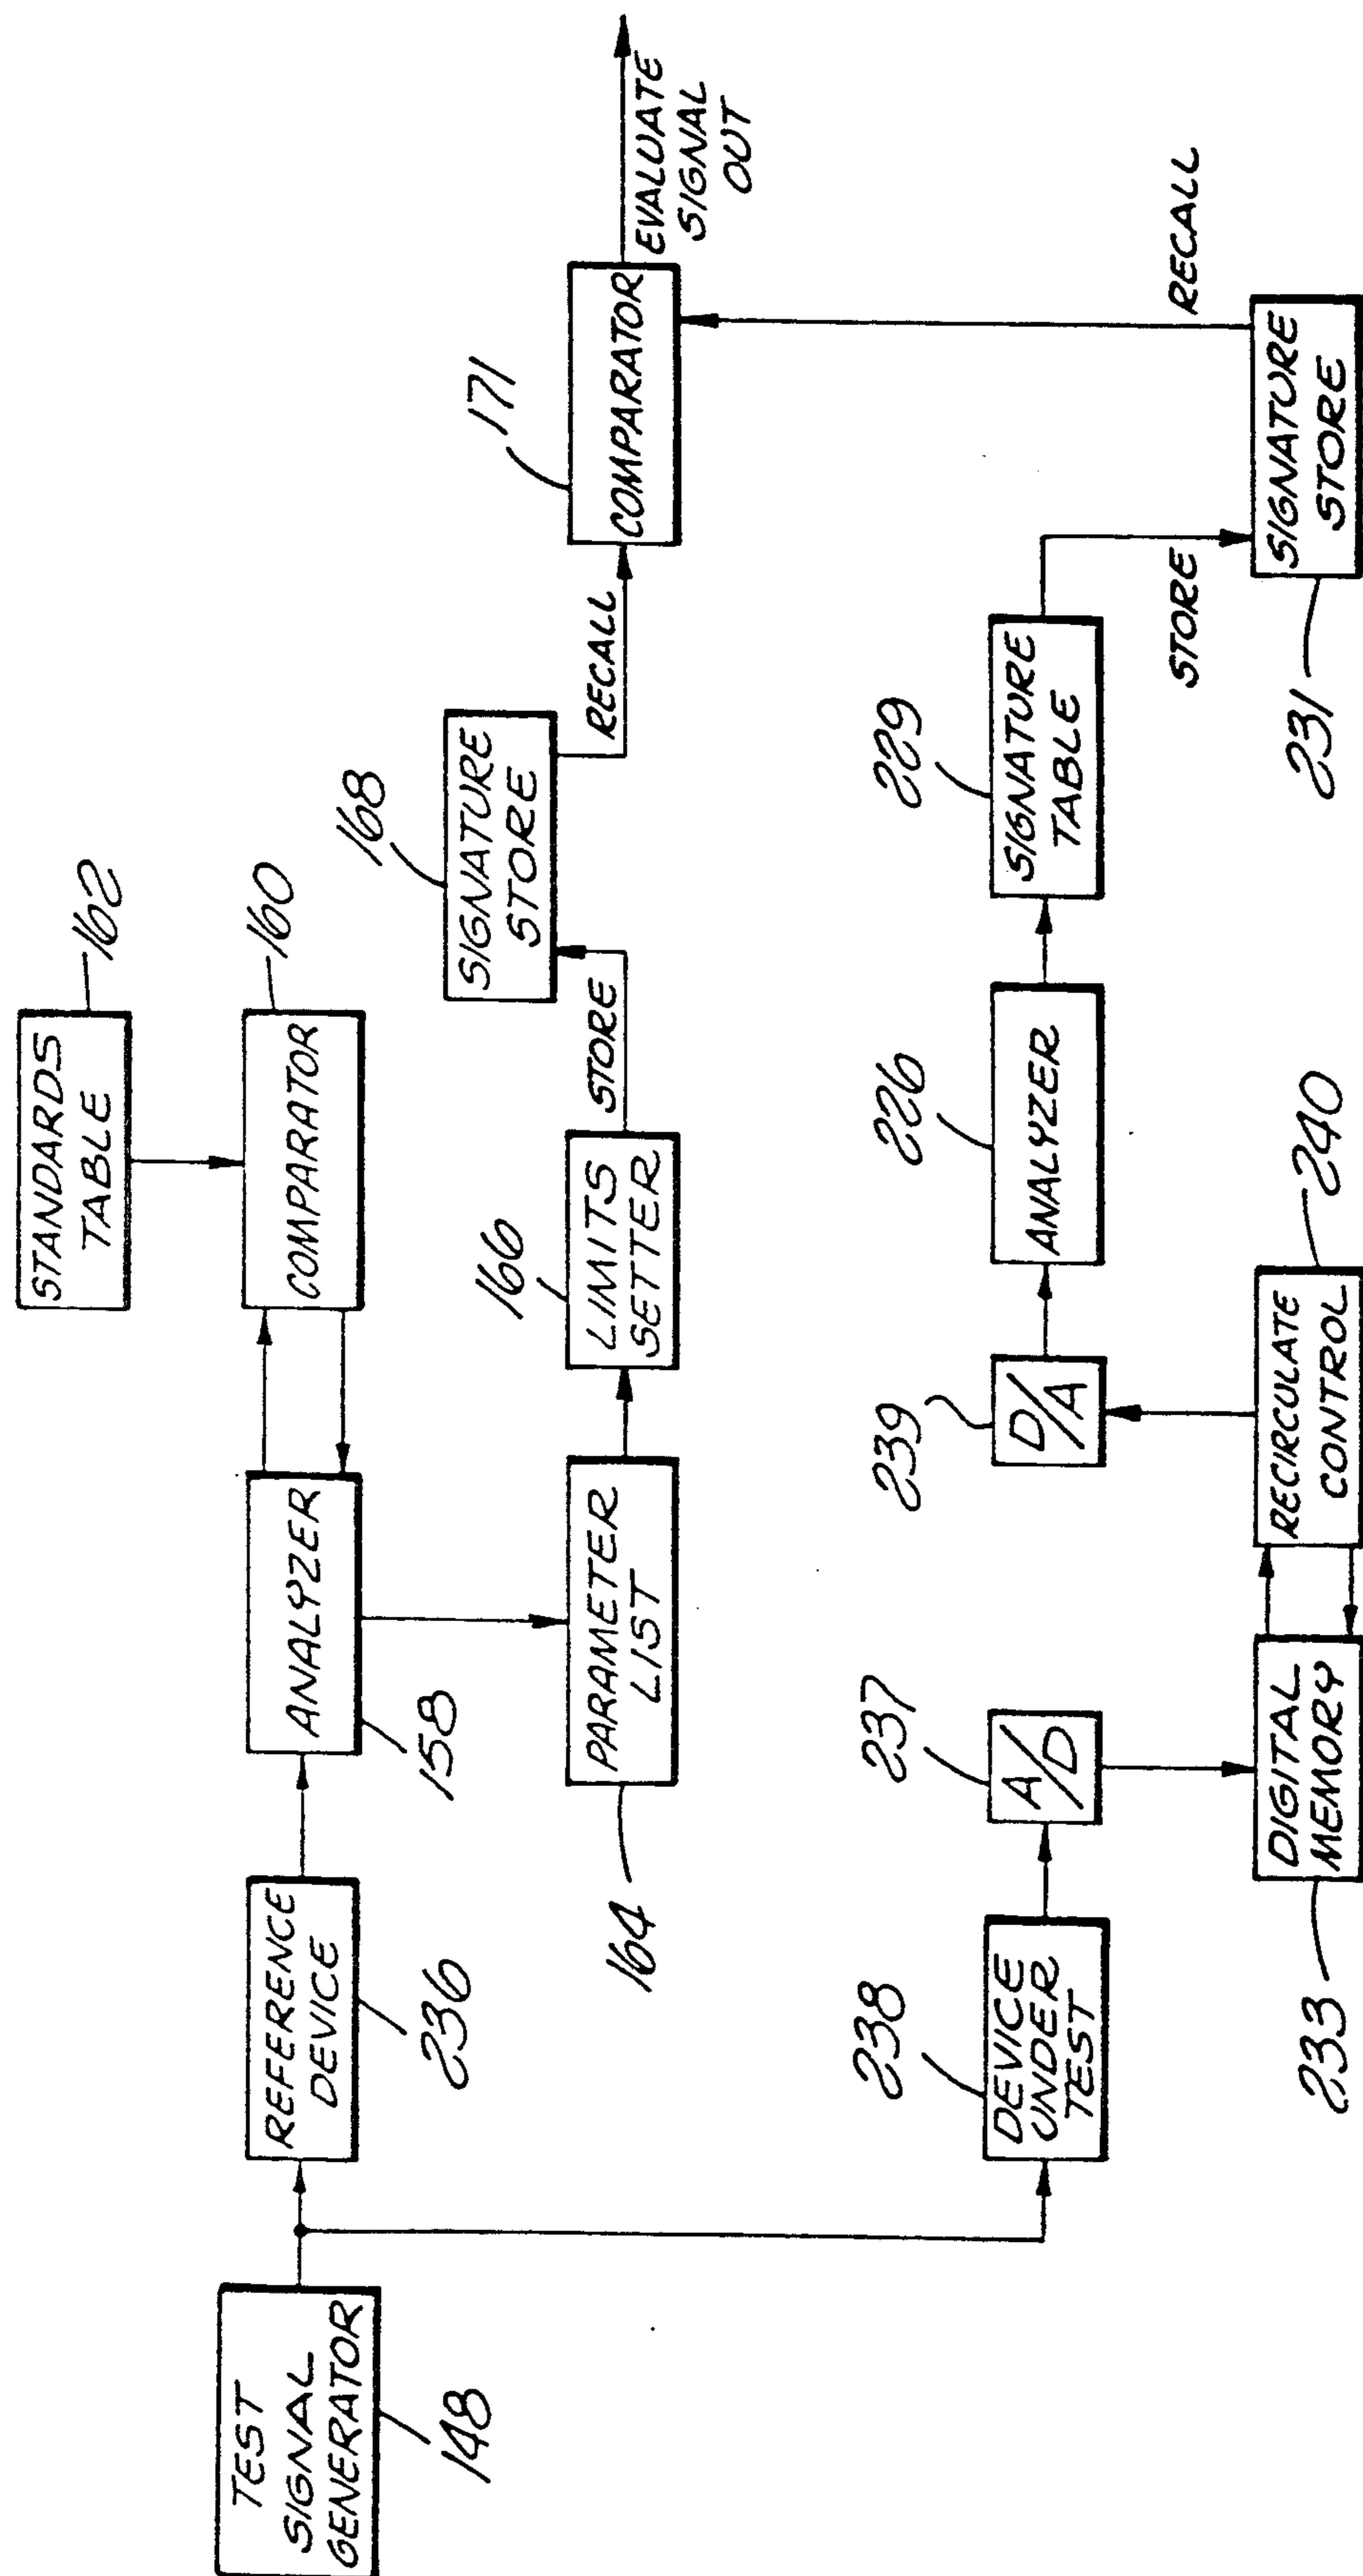 STANDARDS
TABLE
162
TEST
SIGNAL
GENERATOR
148
REFERENCE
DEVICE
236
ANALYZER
158
COMPARATOR
160
PARAMETER
LIST
164
LIMITS
SETTER
166
STORE
SIGNATURE
STORE
168
RECALL
COMPARATOR
171
EVALUATE
SIGNAL
OUT
DEVICE
UNDER
TEST
238
A/D
237
DIGITAL
MEMORY
233
RECIRCULATE
CONTROL
240
D/A
239
ANALYZER
226
SIGNATURE
TABLE
229
STORE
SIGNATURE
STORE
231
RECALL